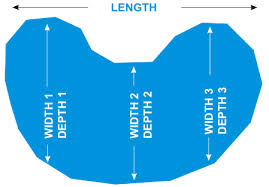 LENGTH
WIDTH 1
DEPTH 1
WIDTH 2
DEPTH 2
WIDTH 3
DEPTH 3